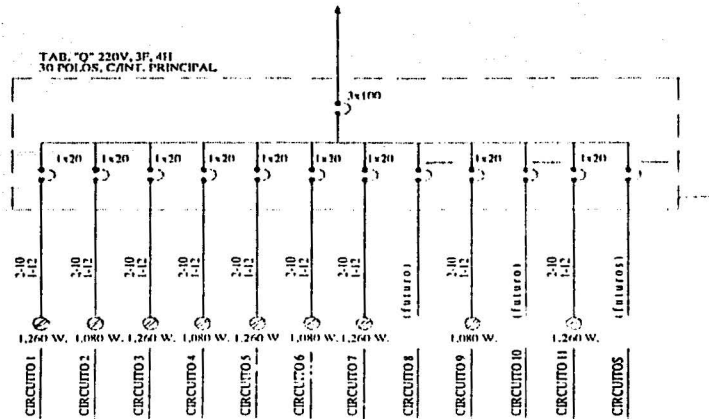 TAB. "Q" 220V, 3F, 4H
30 POLOS, C/INT. PRINCIPAL
3x100
1x20 1x20 1x20 1x20 1x20 1x20 1x20 1x20 1x20
2-10 2-10 2-10 2-10 2-10 2-10 2-10 (futuro) 2-10 (futuro) 2-10 (futuros)
1-12 1-12 1-12 1-12 1-12 1-12 1-12 1-12 1-12
1,260 W. 1,080 W. 1,260 W. 1,080 W. 1,260 W. 1,080 W. 1,260 W. 1,080 W. 1,260 W.
CIRCUITO 1
CIRCUITO 2
CIRCUITO 3
CIRCUITO 4
CIRCUITO 5
CIRCUITO 6
CIRCUITO 7
CIRCUITO 8
CIRCUITO 9
CIRCUITO 10
CIRCUITO 11
CIRCUITOS